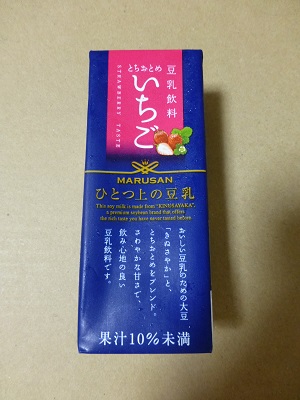 豆乳飲料
とちおとめ
いちご
STRAWBERRY TASTE
MARUSAN
ひとつ上の豆乳
This soy milk is made from "KINUSAYAKA",
a premium soybean brand that offers
the rich taste you have never tasted before
おいしい豆乳のための大豆
「きぬさやか」と、
とちおとめをブレンド。
さわやかな甘さで、
飲み心地の良い
豆乳飲料です。
果汁10%未満